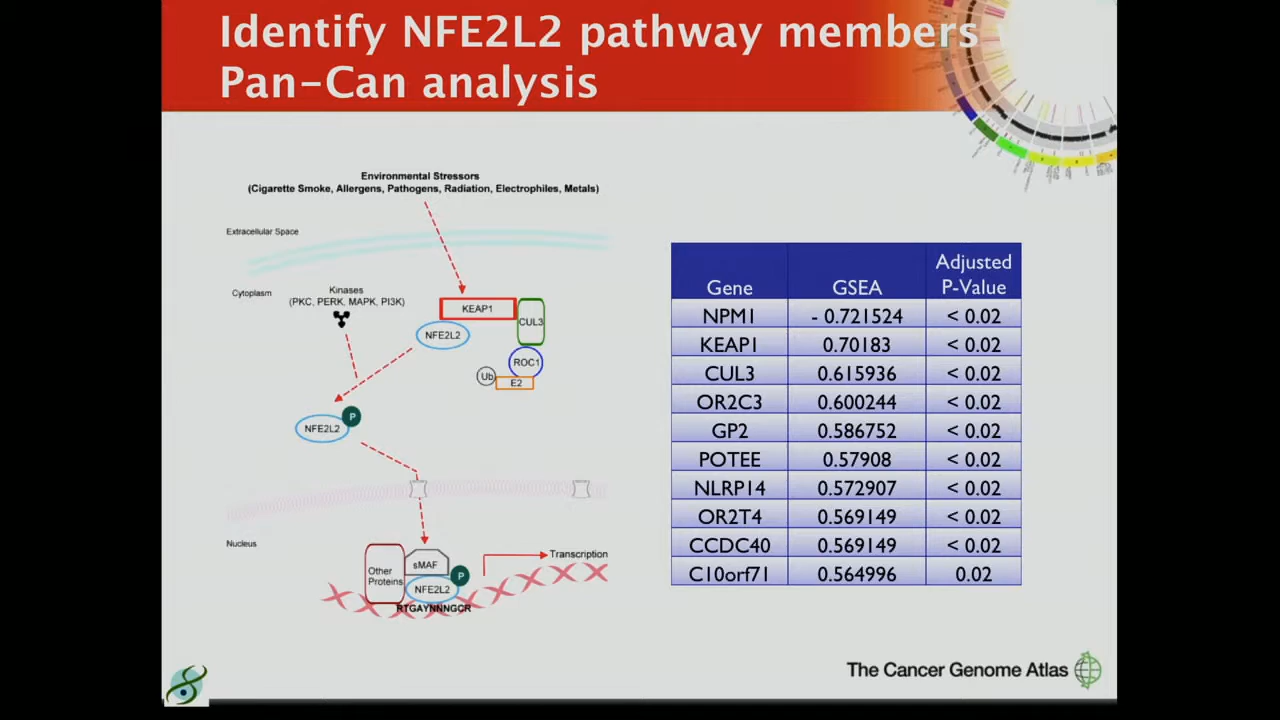 Identify NFE2L2 pathway members
Pan-Can analysis
Environmental Stressors
(Cigarette Smoke, Allergens, Pathogens, Radiation, Electrophiles, Metals)
Extracellular Space
Cytoplasm
Kinases
(PKC, PERK, MAPK, PI3K)
KEAP1
CUL3
NFE2L2
ROC1
Ub
E2
P
NFE2L2
Nucleus
Other
Proteins
sMAF
P
NFE2L2
RTGAYNNNGCR
Transcription
Gene GSEA Adjusted P-Value
NPM1 - 0.721524 < 0.02
KEAP1 0.70183 < 0.02
CUL3 0.615936 < 0.02
OR2C3 0.600244 < 0.02
GP2 0.586752 < 0.02
POTEE 0.57908 < 0.02
NLRP14 0.572907 < 0.02
OR2T4 0.569149 < 0.02
CCDC40 0.569149 < 0.02
C10orf71 0.564996 0.02
The Cancer Genome Atlas